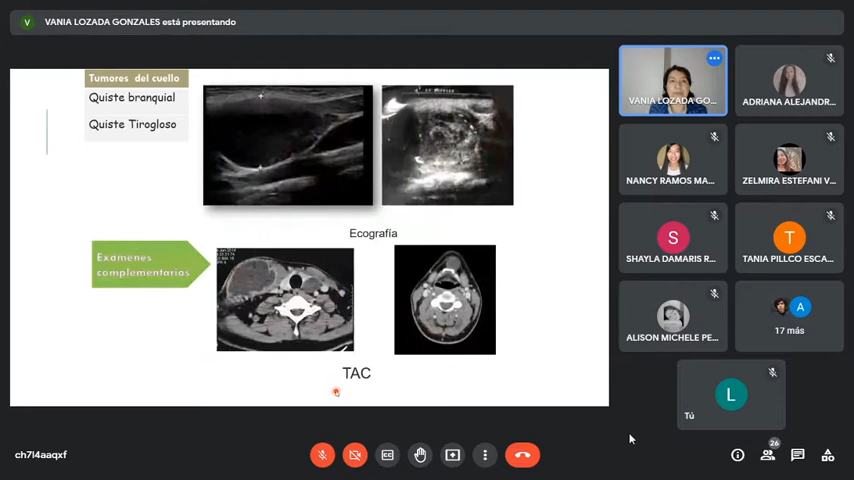 V
VANIA LOZADA GONZALES está presentando
Tumores del cuello
Quiste branquial
Quiste Tirogloso
Ecografía
Examenes
complementarios
TAC
VANIA LOZADA GO...
ADRIANA ALEJANDR...
NANCY RAMOS MA...
ZELMIRA ESTEFANI V...
S
SHAYLA DAMARIS R...
T
TANIA PILLCO ESCA...
ALISON MICHELE PE...
A
17 más
L
Tú
ch7l4aaqxf
CC
26